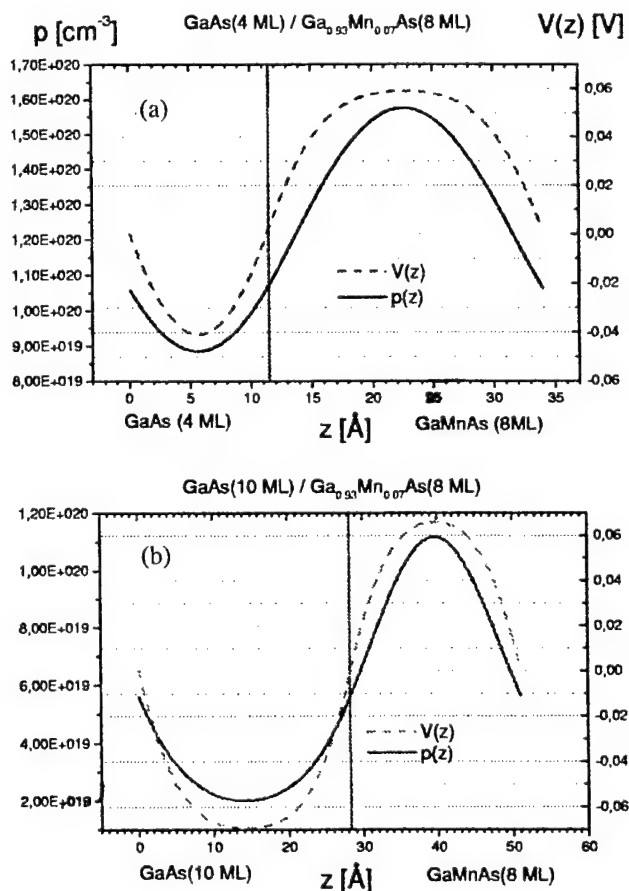 p [cm⁻³] GaAs(4 ML) / Ga₀.₉₃Mn₀.₀₇As(8 ML) V(z) [V]
1,70E+020
1,60E+020
1,50E+020
1,40E+020
1,30E+020
1,20E+020
1,10E+020
1,00E+020
9,00E+019
8,00E+019
(a)
V(z)
p(z)
0,06
0,04
0,02
0,00
-0,02
-0,04
-0,06
0 5 10 15 20 25 30 35
GaAs (4 ML) z [Å] GaMnAs (8ML)
GaAs(10 ML) / Ga₀.₉₃Mn₀.₀₇As(8 ML)
1,20E+020
1,00E+020
8,00E+019
6,00E+019
4,00E+019
2,00E+019
(b)
V(z)
p(z)
0,06
0,04
0,02
0,00
-0,02
-0,04
-0,06
0 10 20 30 40 50 60
GaAs(10 ML) z [Å] GaMnAs(8 ML)